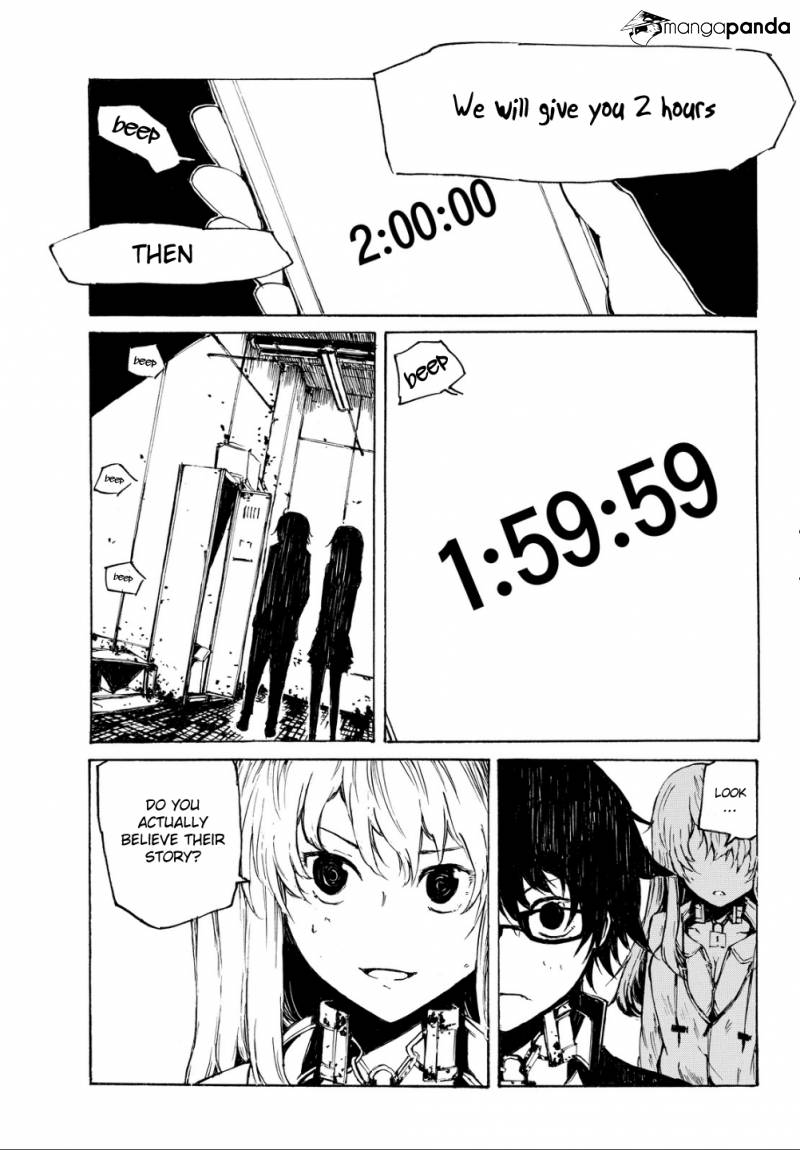 mangapanda
We will give you 2 hours
beep
2:00:00
THEN
beep
beep
beep
beep
1:59:59
DO YOU
ACTUALLY
BELIEVE THEIR
STORY?
LOOK
...